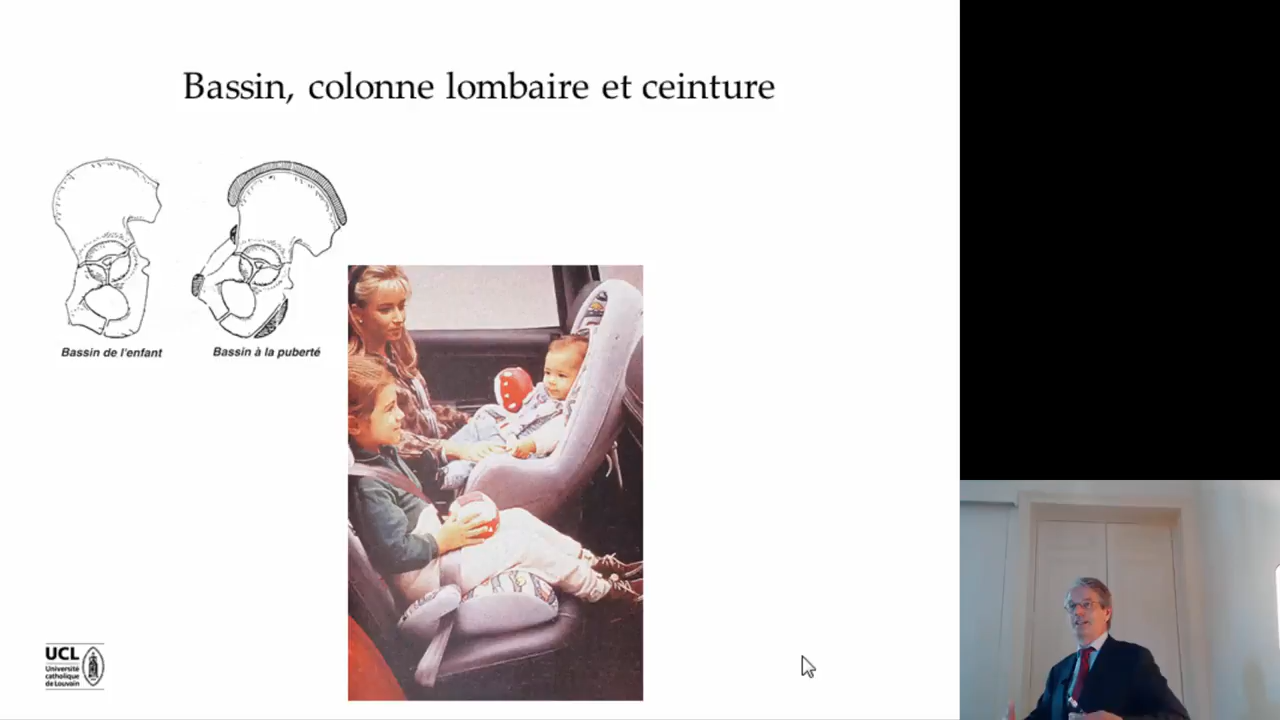 Bassin, colonne lombaire et ceinture
Bassin de l'enfant
Bassin à la puberté
UCL
Université
catholique
de Louvain